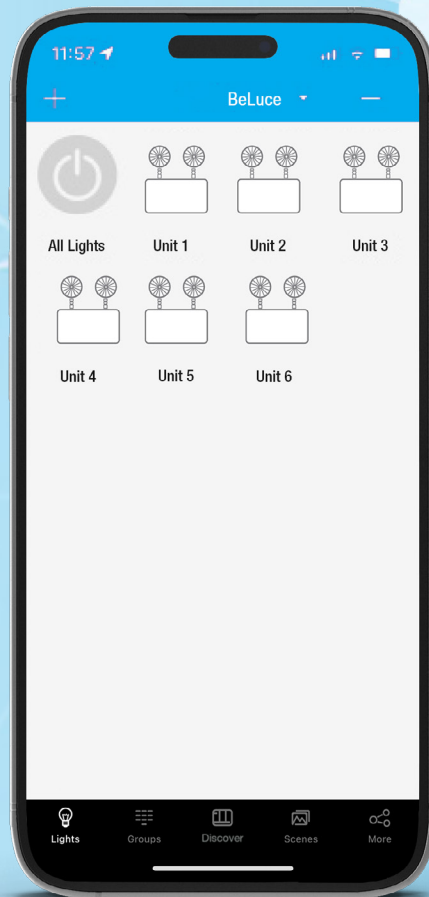 11:57
BeLuce
All Lights
Unit 1
Unit 2
Unit 3
Unit 4
Unit 5
Unit 6
Lights
Groups
Discover
Scenes
More